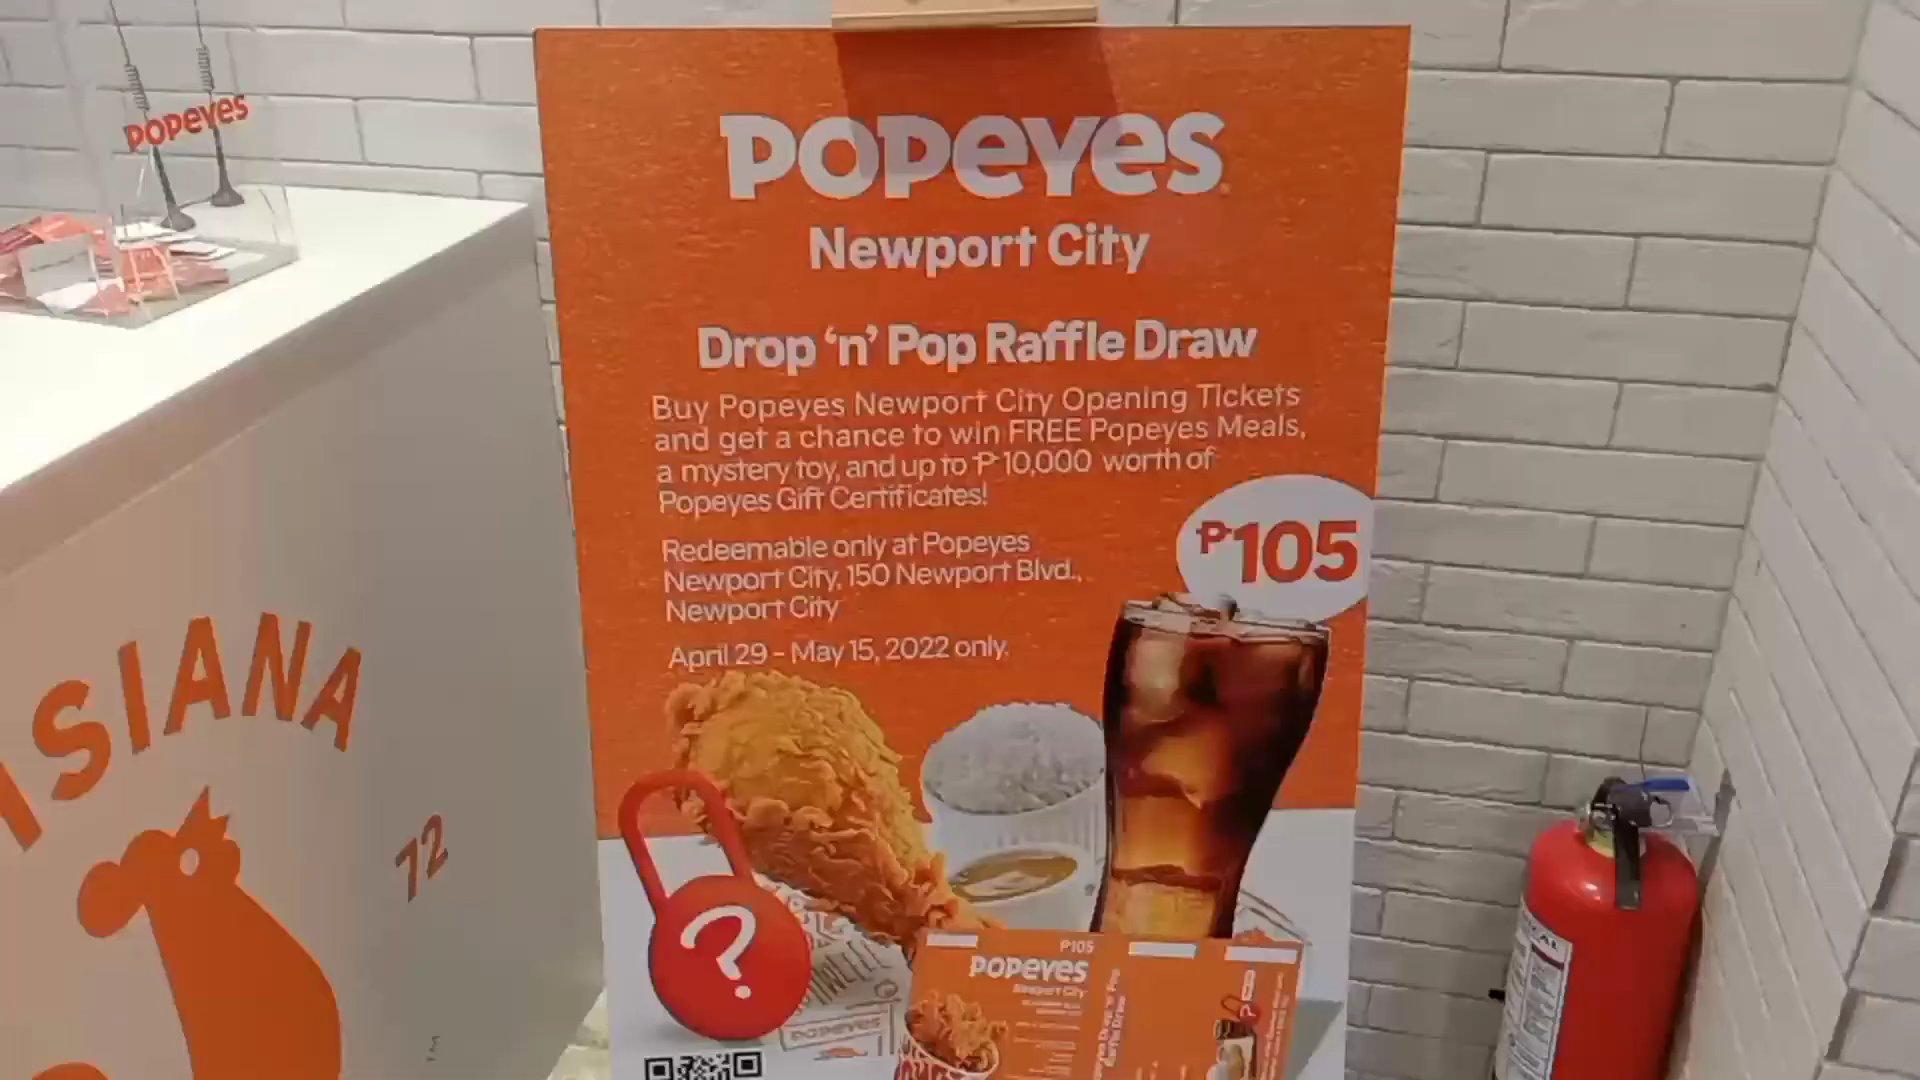 POPEYES
POPEYES
Newport City
Drop 'n' Pop Raffle Draw
Buy Popeyes Newport City Opening Tickets
and get a chance to win FREE Popeyes Meals,
a mystery toy, and up to ₱10,000 worth of
Popeyes Gift Certificates!
₱105
Redeemable only at Popeyes
Newport City, 150 Newport Blvd.,
Newport City
April 29 - May 15, 2022 only.
ISIANA
72
?
POPEYES
₱105
POPEYES
Newport City